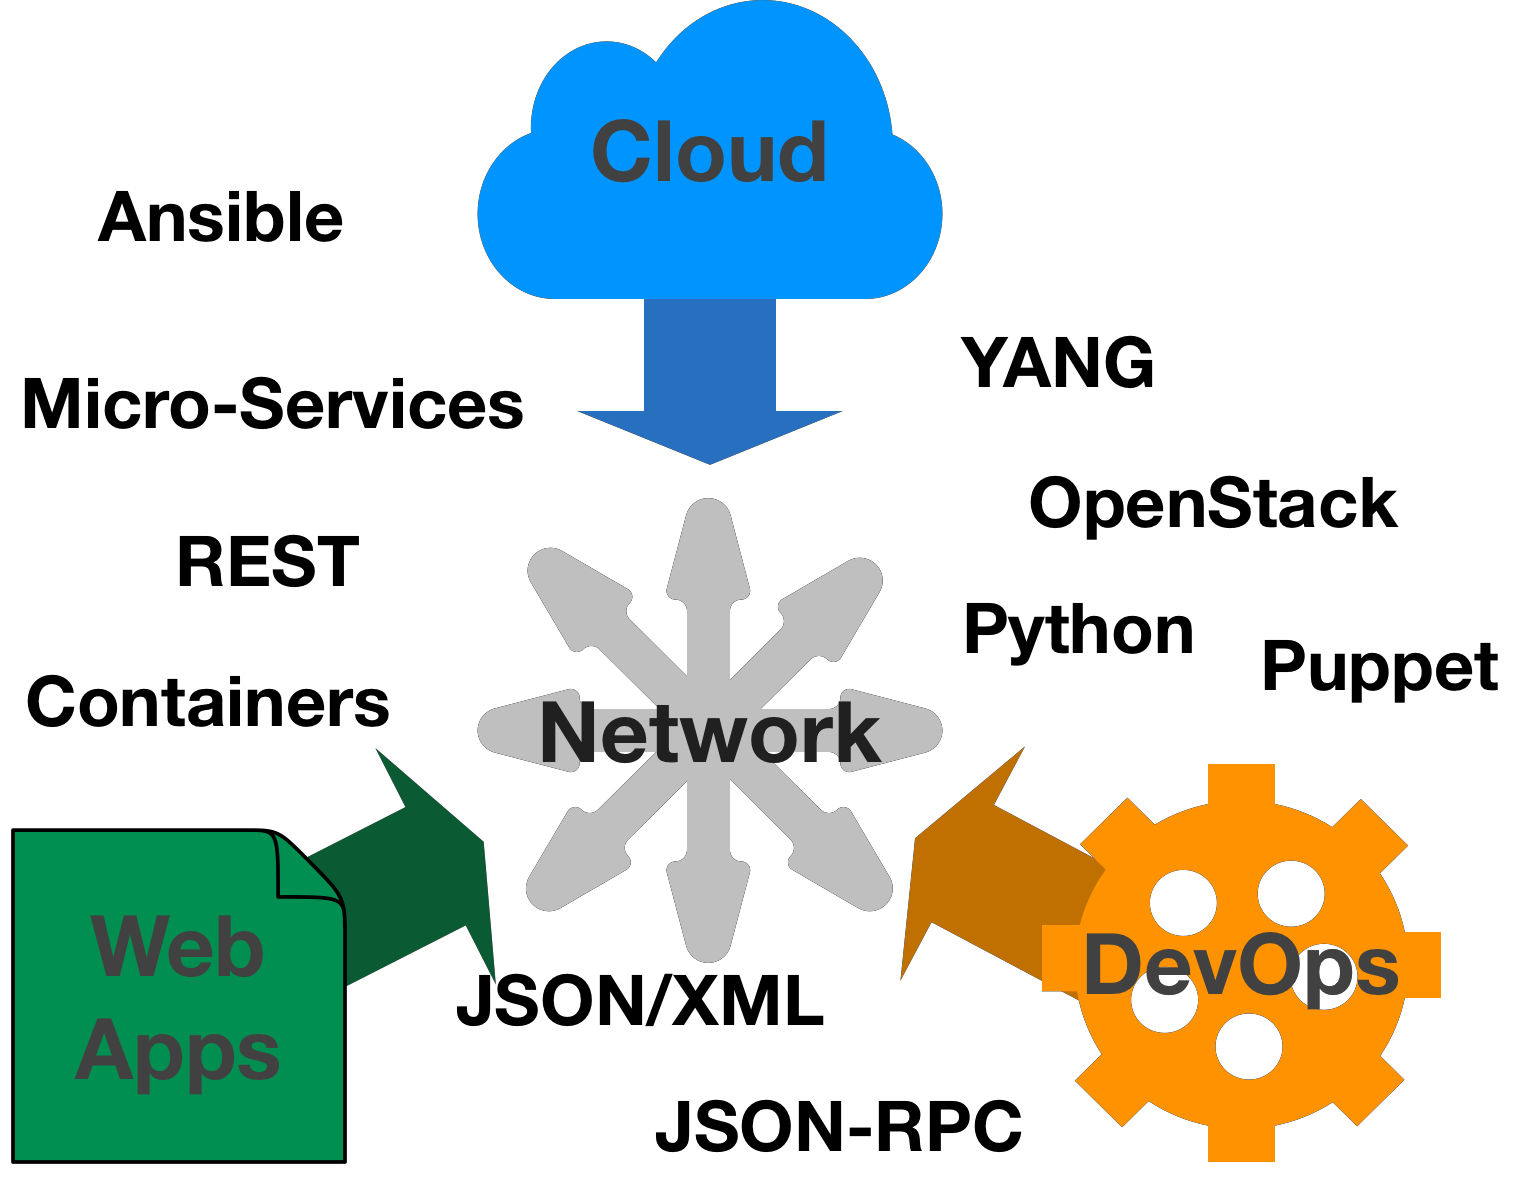 Cloud
Ansible
YANG
Micro-Services
OpenStack
REST
Python
Puppet
Containers
Network
Web
Apps
DevOps
JSON/XML
JSON-RPC